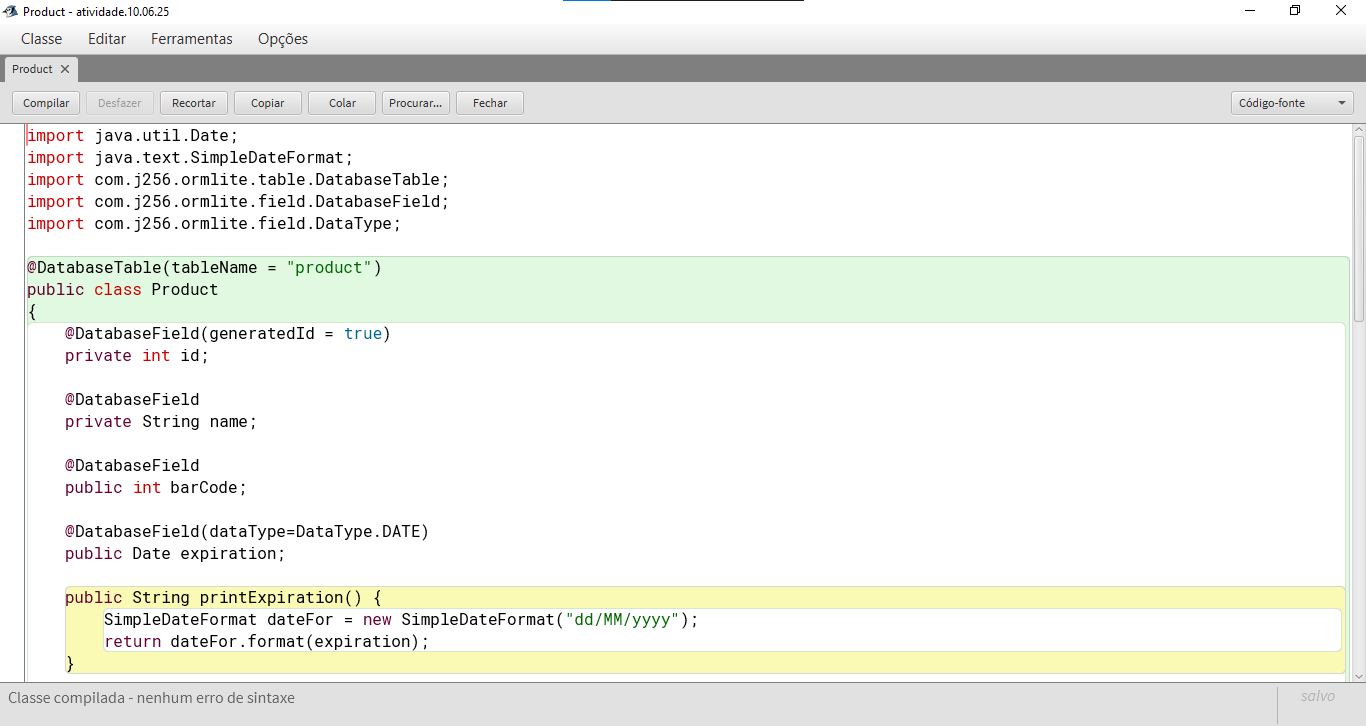 Product - atividade.10.06.25
Classe Editar Ferramentas Opções
Product
Compilar Desfazer Recortar Copiar Colar Procurar... Fechar Código-fonte
import java.util.Date;
import java.text.SimpleDateFormat;
import com.j256.ormlite.table.DatabaseTable;
import com.j256.ormlite.field.DatabaseField;
import com.j256.ormlite.field.DataType;
@DatabaseTable(tableName = "product")
public class Product
{
@DatabaseField(generatedId = true)
private int id;
@DatabaseField
private String name;
@DatabaseField
public int barCode;
@DatabaseField(dataType=DataType.DATE)
public Date expiration;
public String printExpiration() {
SimpleDateFormat dateFor = new SimpleDateFormat("dd/MM/yyyy");
return dateFor.format(expiration);
}
Classe compilada - nenhum erro de sintaxe
salvo